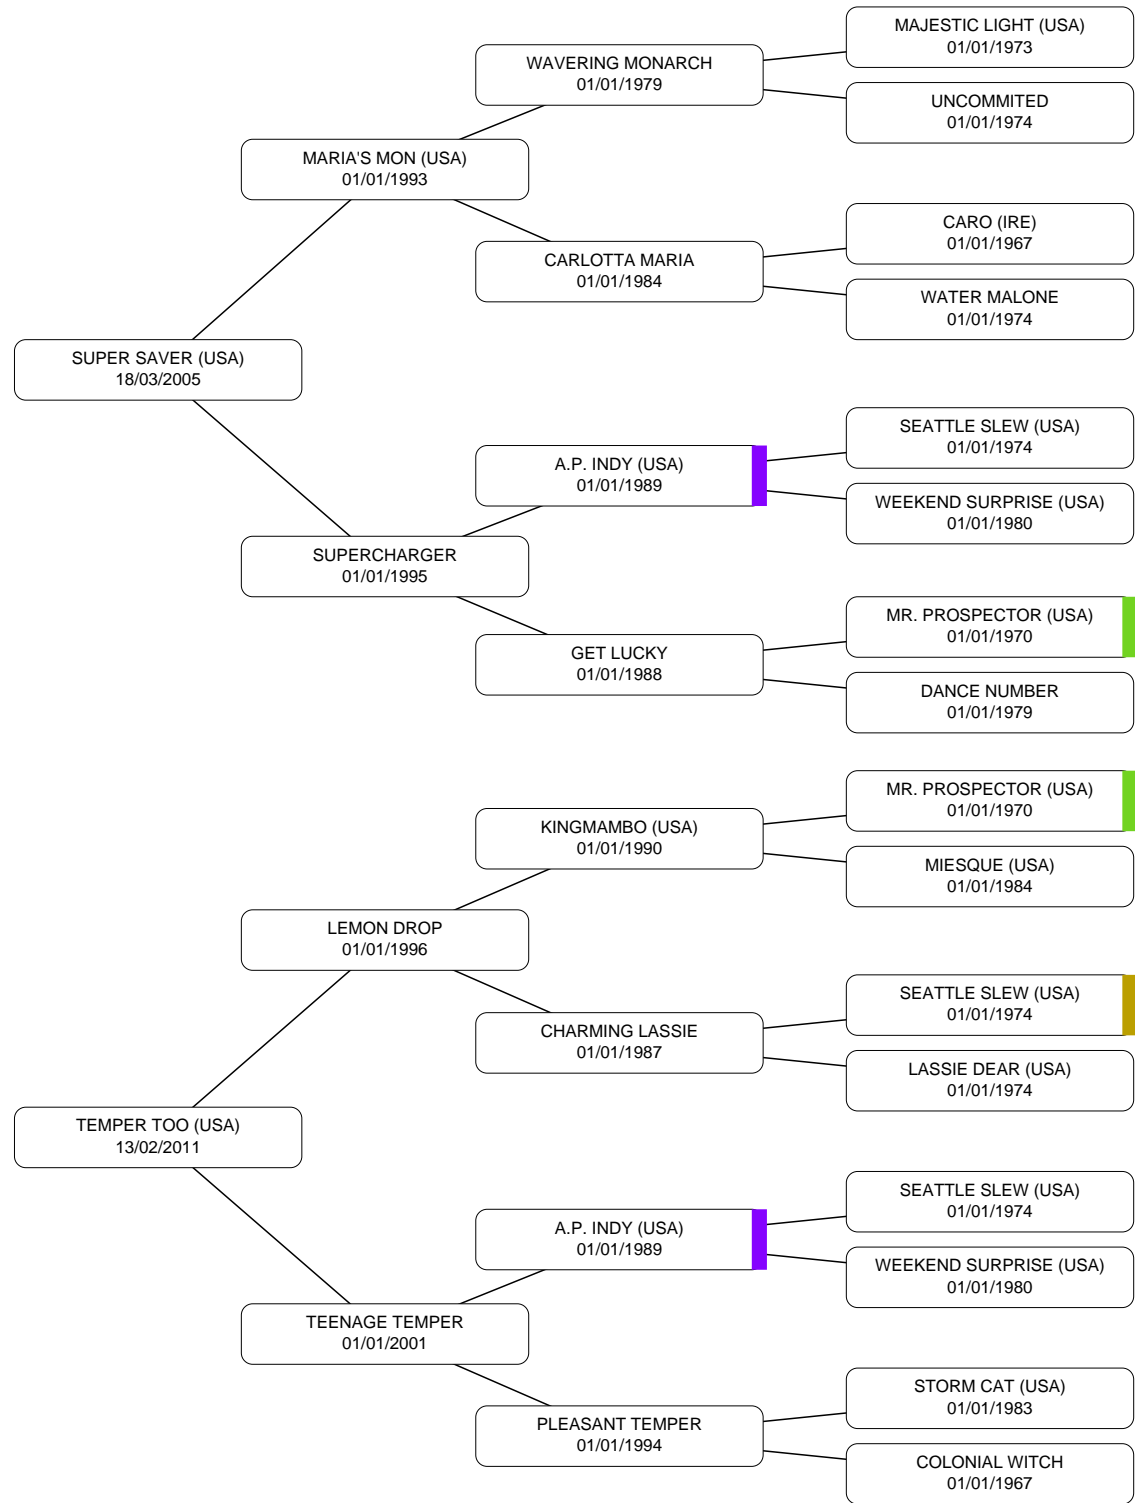 MAJESTIC LIGHT (USA)
01/01/1973
WAVERING MONARCH
01/01/1979
UNCOMMITED
01/01/1974
MARIA'S MON (USA)
01/01/1993
CARO (IRE)
01/01/1967
CARLOTTA MARIA
01/01/1984
WATER MALONE
01/01/1974
SUPER SAVER (USA)
18/03/2005
SEATTLE SLEW (USA)
01/01/1974
A.P. INDY (USA)
01/01/1989
WEEKEND SURPRISE (USA)
01/01/1980
SUPERCHARGER
01/01/1995
MR. PROSPECTOR (USA)
01/01/1970
GET LUCKY
01/01/1988
DANCE NUMBER
01/01/1979
MR. PROSPECTOR (USA)
01/01/1970
KINGMAMBO (USA)
01/01/1990
MIESQUE (USA)
01/01/1984
LEMON DROP
01/01/1996
SEATTLE SLEW (USA)
01/01/1974
CHARMING LASSIE
01/01/1987
LASSIE DEAR (USA)
01/01/1974
TEMPER TOO (USA)
13/02/2011
SEATTLE SLEW (USA)
01/01/1974
A.P. INDY (USA)
01/01/1989
WEEKEND SURPRISE (USA)
01/01/1980
TEENAGE TEMPER
01/01/2001
STORM CAT (USA)
01/01/1983
PLEASANT TEMPER
01/01/1994
COLONIAL WITCH
01/01/1967